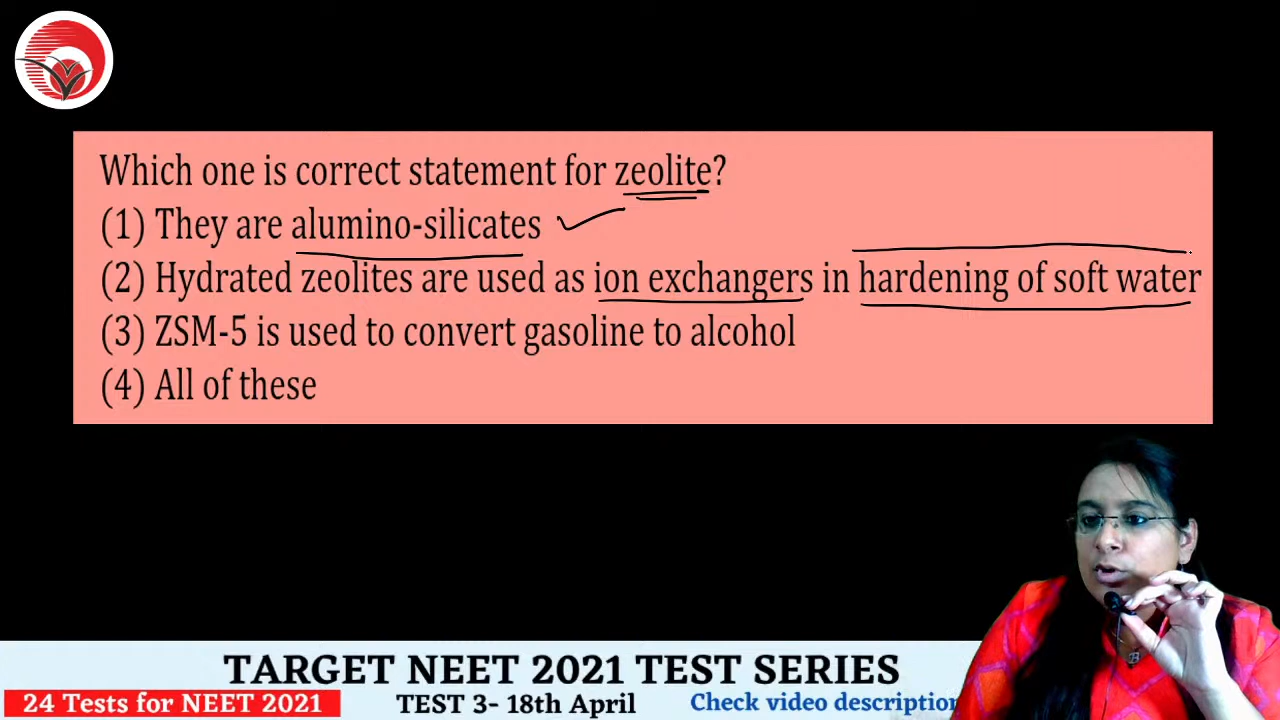 Which one is correct statement for zeolite?
(1) They are alumino-silicates
(2) Hydrated zeolites are used as ion exchangers in hardening of soft water
(3) ZSM-5 is used to convert gasoline to alcohol
(4) All of these
TARGET NEET 2021 TEST SERIES
24 Tests for NEET 2021 TEST 3- 18th April Check video description